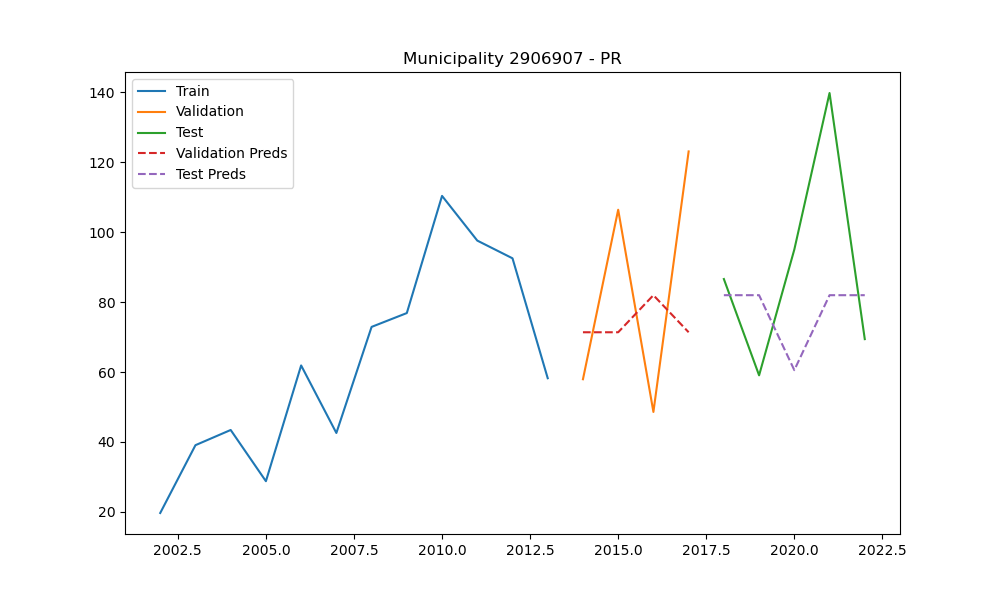 Municipality 2906907 - PR
Train
Validation
Test
Validation Preds
Test Preds
140
120
100
80
60
40
20
2002.5 2005.0 2007.5 2010.0 2012.5 2015.0 2017.5 2020.0 2022.5